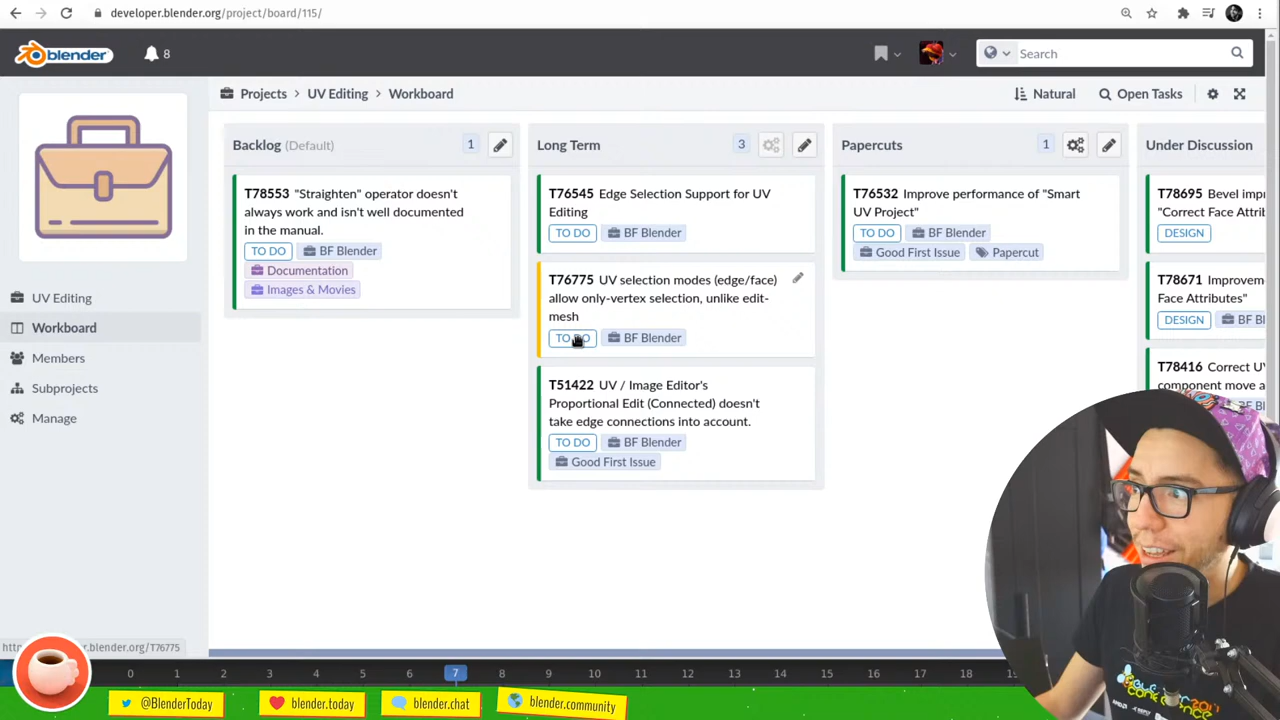 developer.blender.org/project/board/115/
blender
8
Search
Projects > UV Editing > Workboard
Natural
Open Tasks
UV Editing
Workboard
Members
Subprojects
Manage
Backlog (Default)
1
T78553 "Straighten" operator doesn't
always work and isn't well documented
in the manual.
TO DO BF Blender
Documentation
Images & Movies
Long Term
3
T76545 Edge Selection Support for UV
Editing
TO DO BF Blender
T76775 UV selection modes (edge/face)
allow only-vertex selection, unlike edit-
mesh
TO DO BF Blender
T51422 UV / Image Editor's
Proportional Edit (Connected) doesn't
take edge connections into account.
TO DO BF Blender
Good First Issue
Papercuts
1
T76532 Improve performance of "Smart
UV Project"
TO DO BF Blender
Good First Issue Papercut
Under Discussion
T78695 Bevel imp
"Correct Face Attrib
DESIGN
T78671 Improvem
Face Attributes"
DESIGN BF Bl
T78416 Correct U
component move a
.blender.org/T76775
0 1 2 3 4 5 6 7 8 9 10 11 12 13 14 15 16 17 18
@BlenderToday
blender.today
blender.chat
blender.community